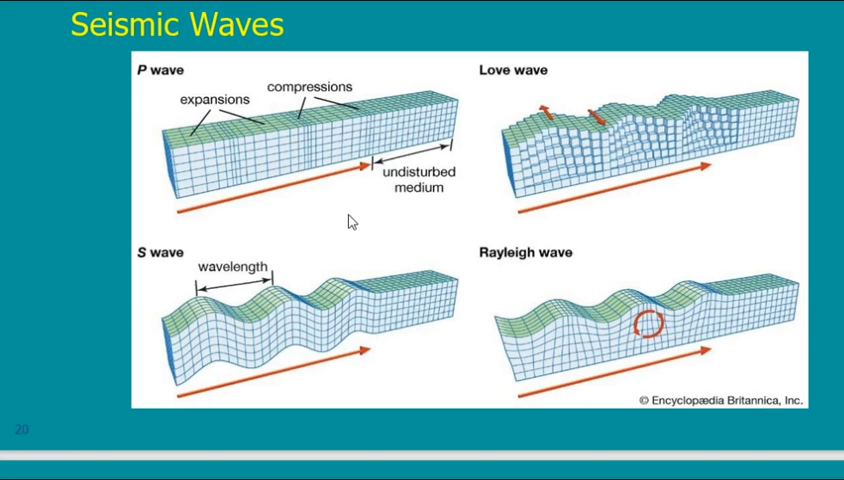 Seismic Waves
P wave
expansions
compressions
undisturbed
medium
Love wave
S wave
wavelength
Rayleigh wave
© Encyclopædia Britannica, Inc.
20